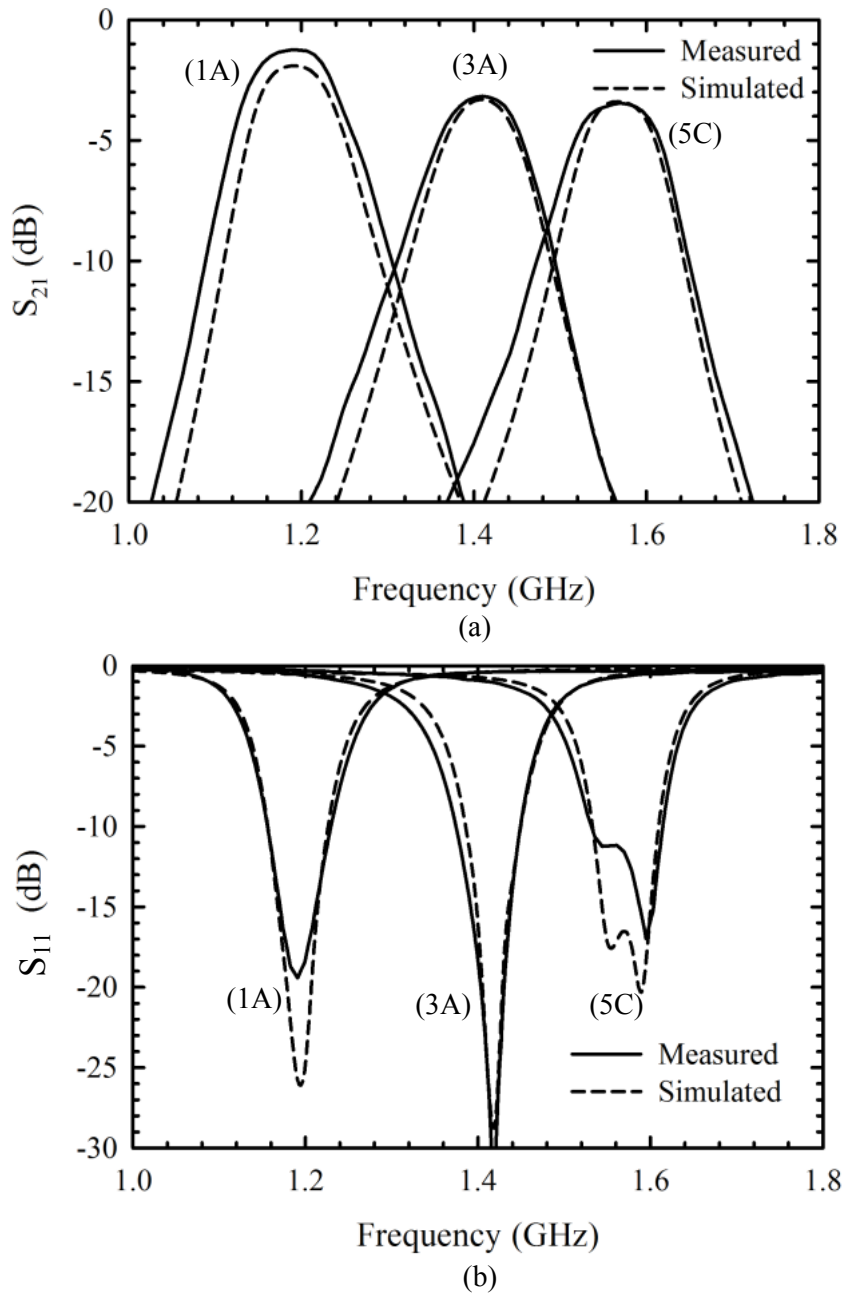 0
(1A)
(3A)
Measured
Simulated
(5C)
-5
-10
-15
-20
S21 (dB)
1.0 1.2 1.4 1.6 1.8
Frequency (GHz)
(a)
0
-5
-10
-15
-20
-25
-30
S11 (dB)
(1A)
(3A)
(5C)
Measured
Simulated
1.0 1.2 1.4 1.6 1.8
Frequency (GHz)
(b)